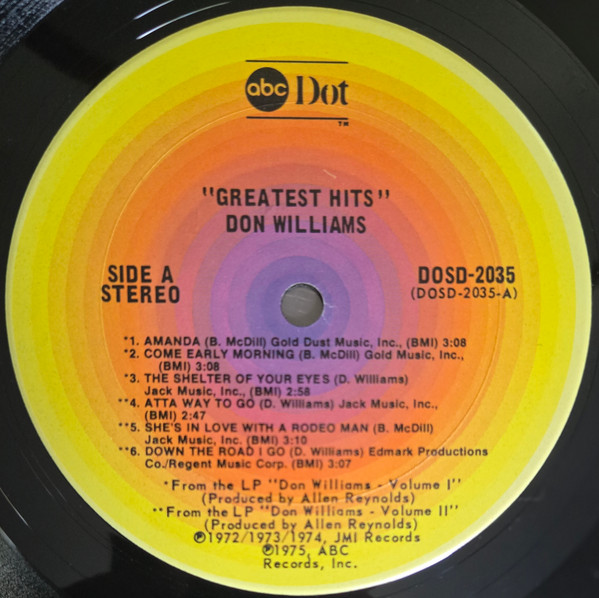 abc Dot
™
"GREATEST HITS"
DON WILLIAMS
SIDE A
STEREO
DOSD-2035
(DOSD-2035-A)
*1. AMANDA (B. McDill) Gold Dust Music, Inc., (BMI) 3:08
*2. COME EARLY MORNING (B. McDill) Gold Music, Inc.,
(BMI) 3:08
*3. THE SHELTER OF YOUR EYES (D. Williams)
Jack Music, Inc., (BMI) 2:58
**4. ATTA WAY TO GO (D. Williams) Jack Music, Inc.,
(BMI) 2:47
**5. SHE'S IN LOVE WITH A RODEO MAN (B. McDill)
Jack Music, Inc. (BMI) 3:10
**6. DOWN THE ROAD I GO (D. Williams) Edmark Productions
Co./Regent Music Corp. (BMI) 3:07
*From the LP "Don Williams - Volume I"
(Produced by Allen Reynolds)
**From the LP "Don Williams - Volume II"
(Produced by Allen Reynolds)
℗1972/1973/1974, JMI Records
℗1975, ABC
Records, Inc.